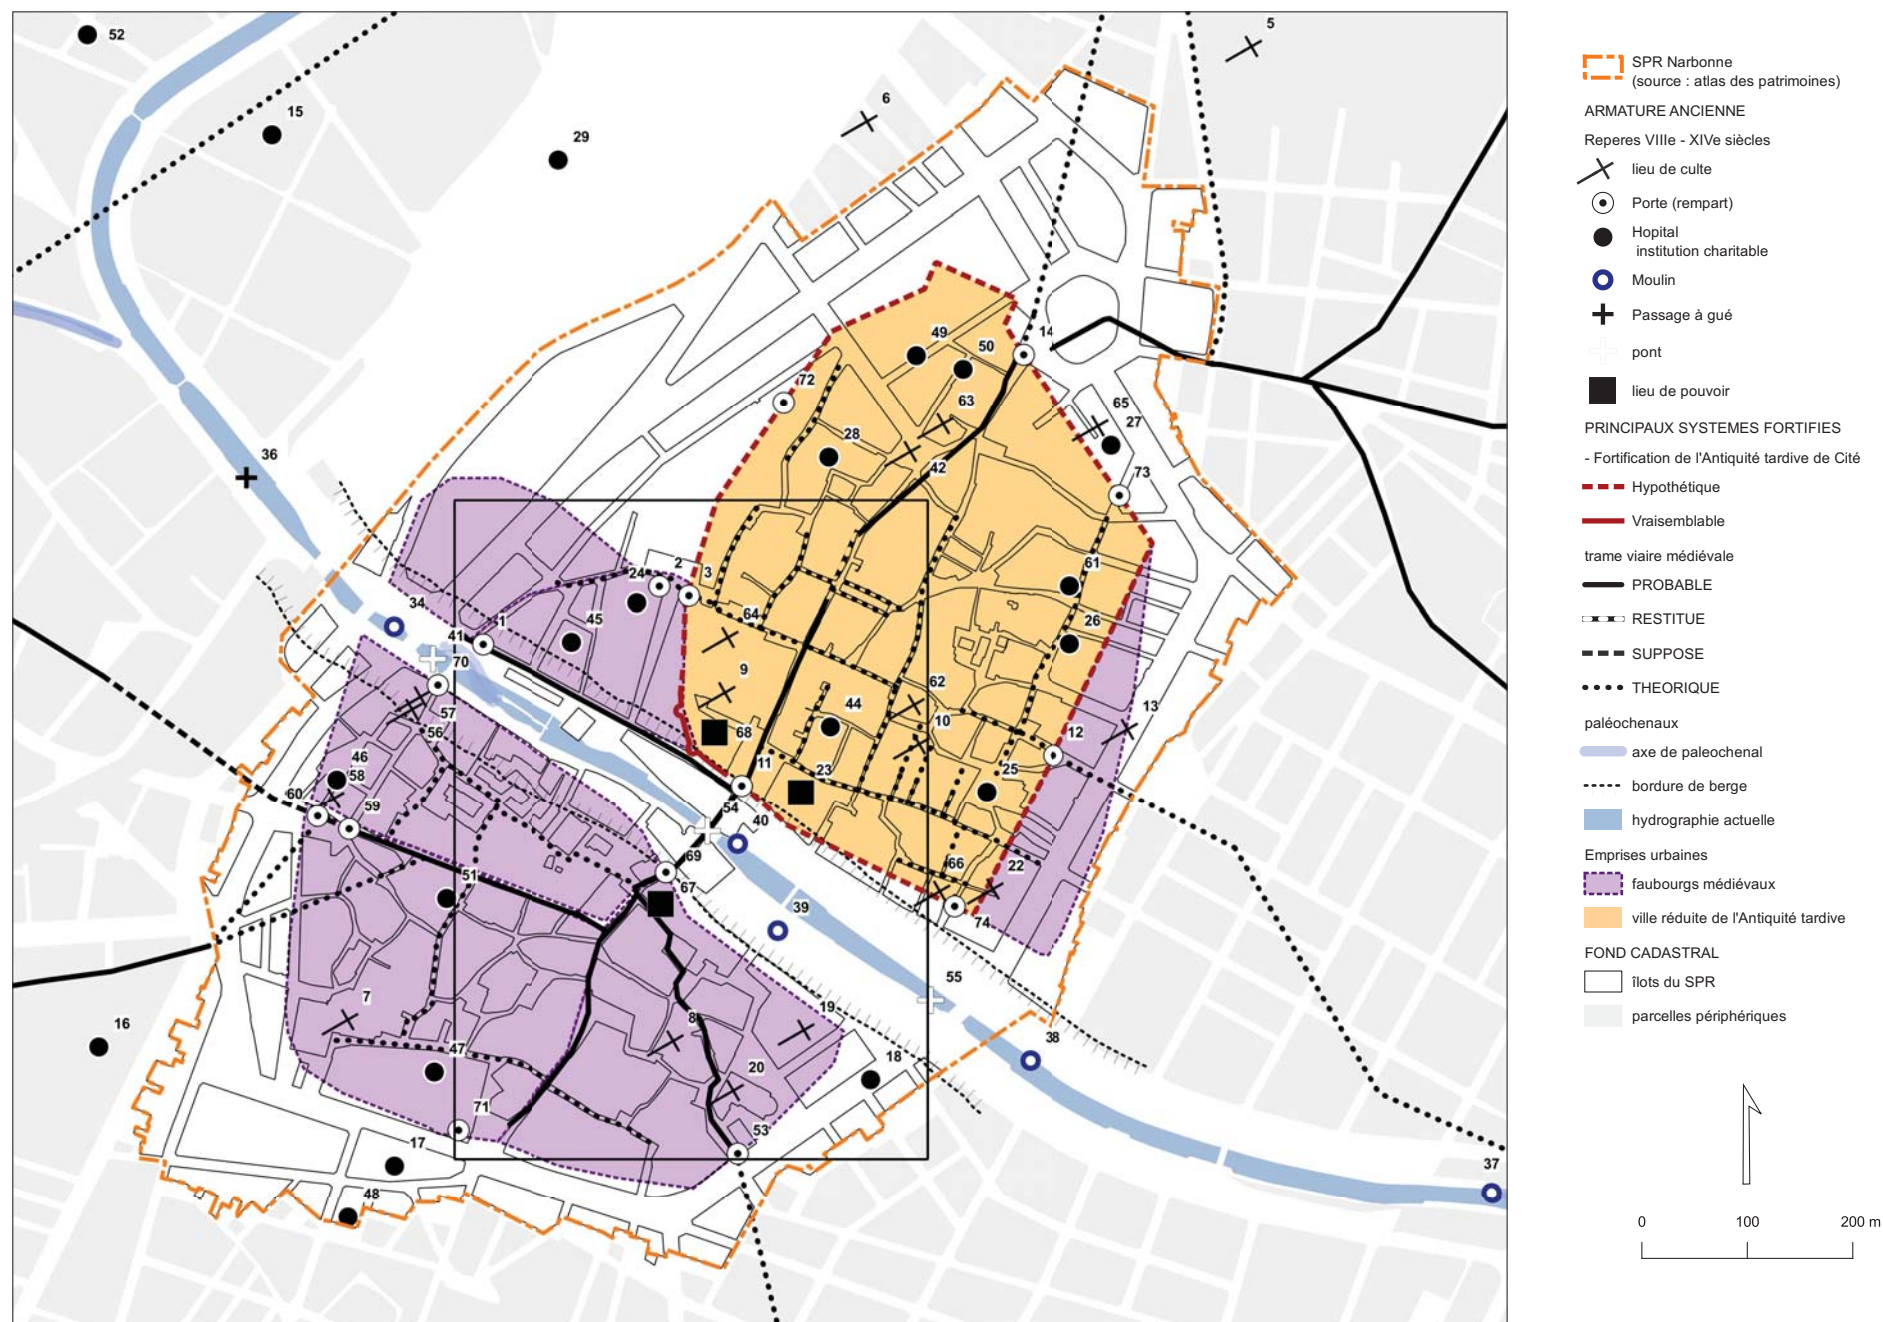 5
52
6
15
29
14
49
50
72
63
65
27
28
42
73
36
2
24
3
61
34
1
45
64
26
41
70
9
62
57
44
10
13
56
68
12
46
11
23
25
58
60
59
54
40
69
66
22
51
67
39
74
55
7
8
19
38
47
20
18
16
71
53
17
37
48
SPR Narbonne
(source : atlas des patrimoines)
ARMATURE ANCIENNE
Reperes VIIIe - XIVe siècles
lieu de culte
Porte (rempart)
Hopital
institution charitable
Moulin
Passage à gué
pont
lieu de pouvoir
PRINCIPAUX SYSTEMES FORTIFIES
- Fortification de l'Antiquité tardive de Cité
Hypothétique
Vraisemblable
trame viaire médiévale
PROBABLE
RESTITUE
SUPPOSE
THEORIQUE
paléochenaux
axe de paleochenal
bordure de berge
hydrographie actuelle
Emprises urbaines
faubourgs médiévaux
ville réduite de l'Antiquité tardive
FOND CADASTRAL
îlots du SPR
parcelles périphériques
0 100 200 m